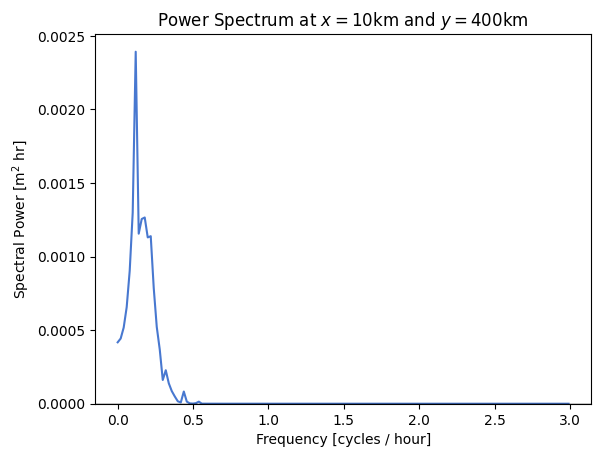 Power Spectrum at x = 10km and y = 400km
Spectral Power [m² hr]
0.0025
0.0020
0.0015
0.0010
0.0005
0.0000
0.0 0.5 1.0 1.5 2.0 2.5 3.0
Frequency [cycles / hour]